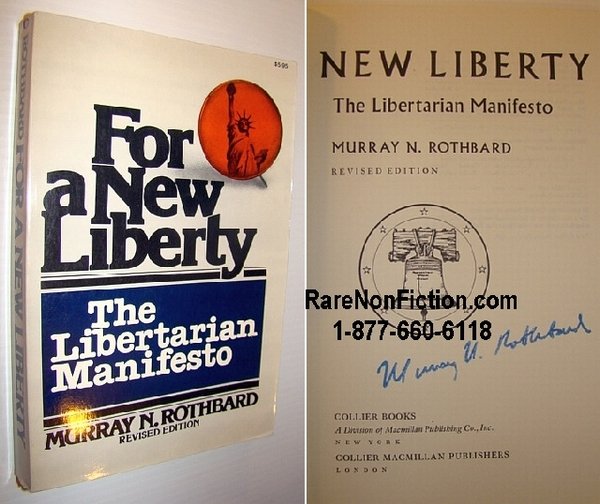 $5.95
For
a New
Liberty
The
Libertarian
Manifesto
MURRAY N. ROTHBARD
REVISED EDITION
ROTHBARD FOR A NEW LIBERTY
NEW LIBERTY
The Libertarian Manifesto
MURRAY N. ROTHBARD
REVISED EDITION
RareNonFiction.com
1-877-660-6118
Murray N. Rothbard
COLLIER BOOKS
A Division of Macmillan Publishing Co., Inc.
NEW YORK
COLLIER MACMILLAN PUBLISHERS
LONDON